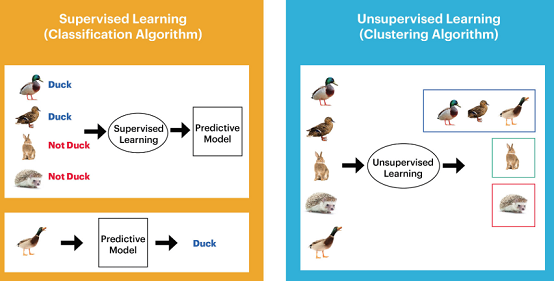 Supervised Learning
(Classification Algorithm)
Duck
Duck
Not Duck
Not Duck
Supervised
Learning
Predictive
Model
Predictive
Model
Duck
Unsupervised Learning
(Clustering Algorithm)
Unsupervised
Learning